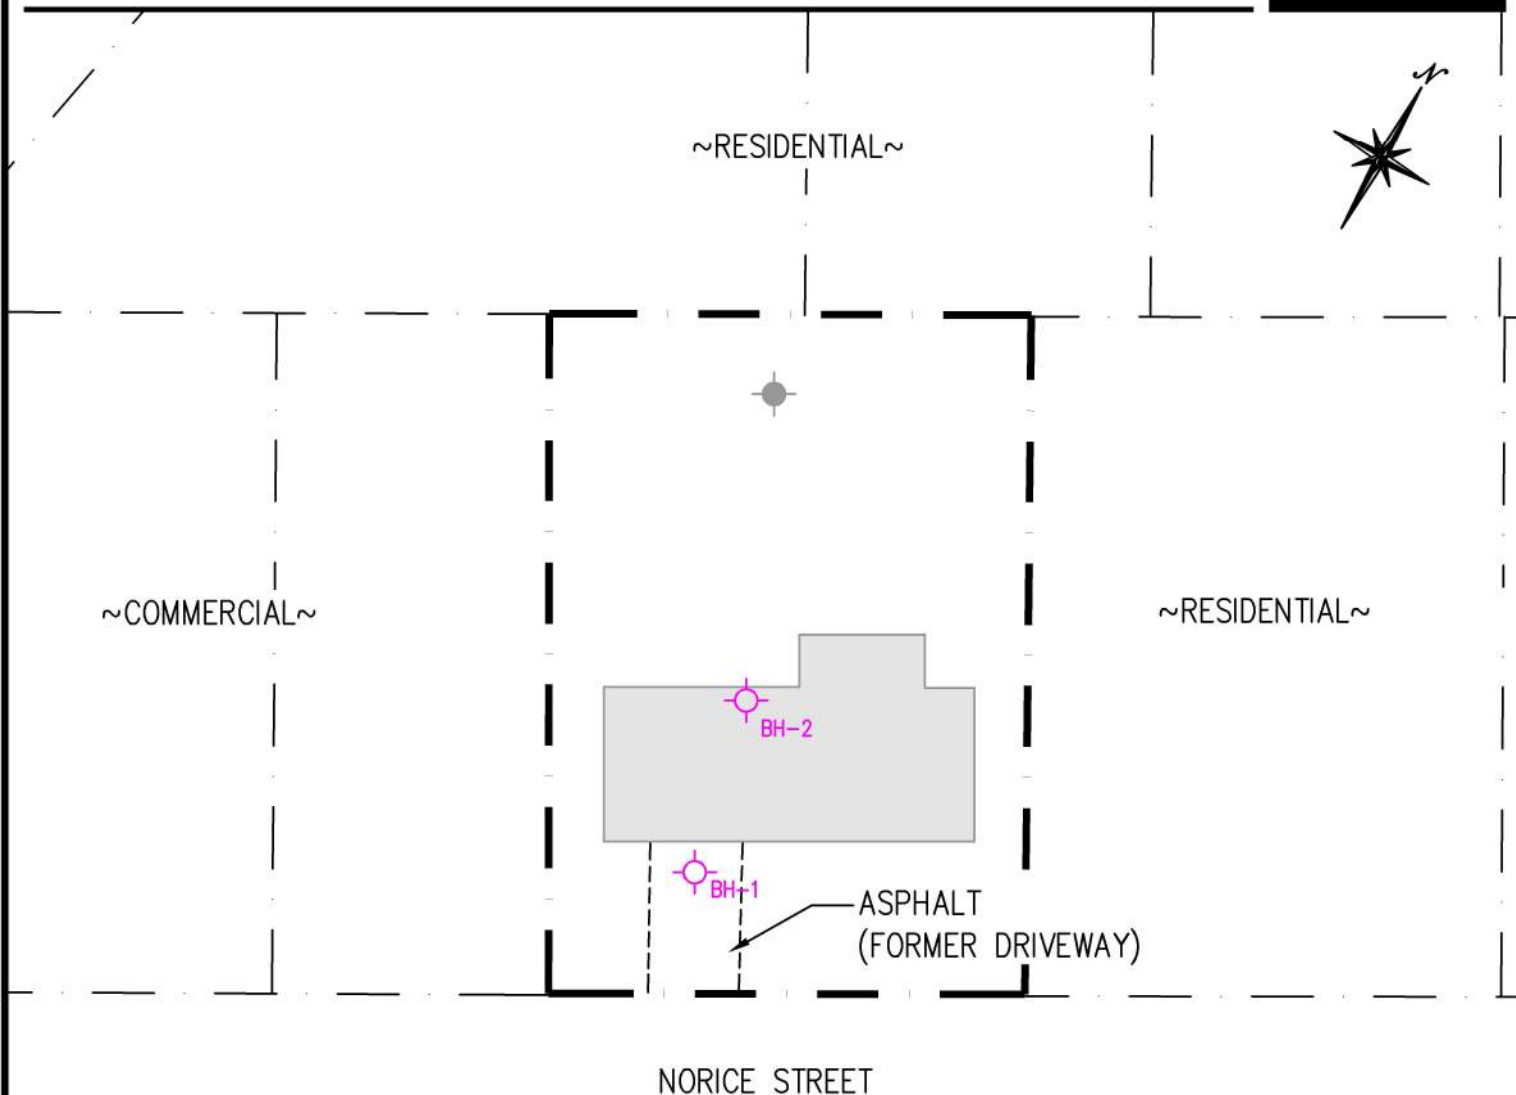 N
~RESIDENTIAL~
~COMMERCIAL~
~RESIDENTIAL~
BH-2
BH-1
ASPHALT
(FORMER DRIVEWAY)
NORICE STREET